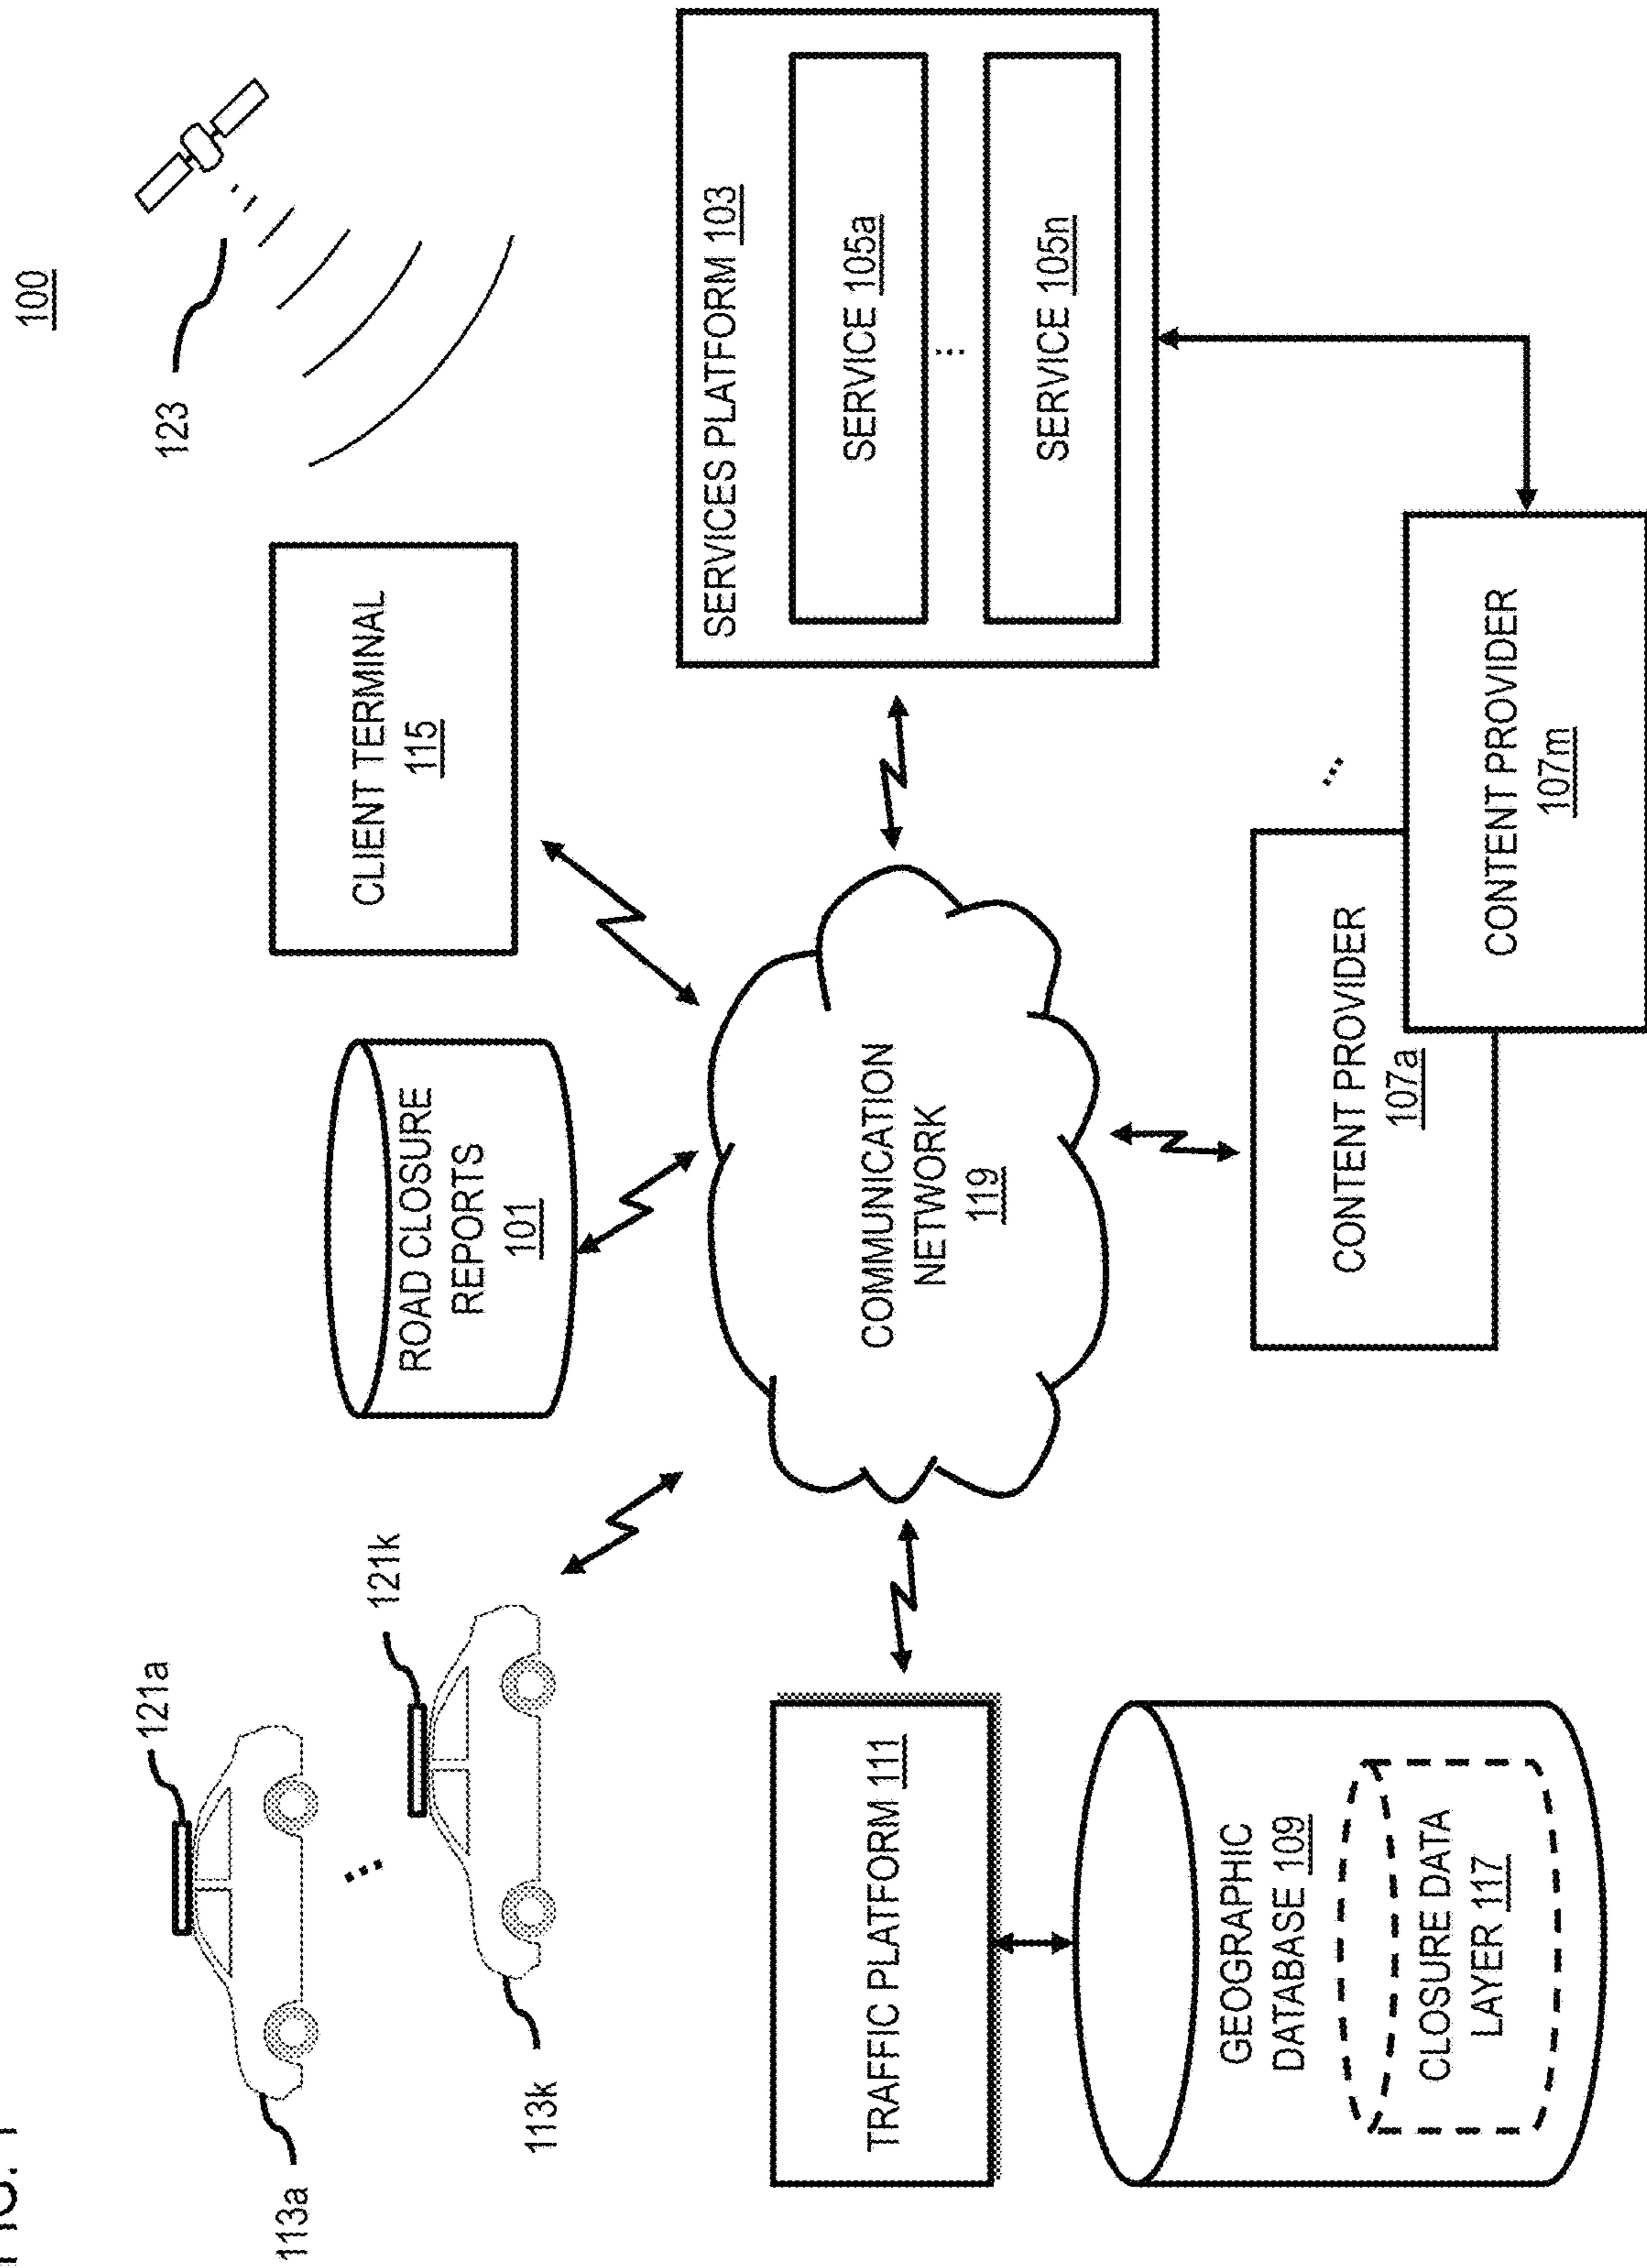 FIG. 1
100
121a
113a
121k
113k
123
ROAD CLOSURE
REPORTS
101
CLIENT TERMINAL
115
TRAFFIC PLATFORM 111
COMMUNICATION
NETWORK
119
SERVICES PLATFORM 103
SERVICE 105a
...
SERVICE 105n
GEOGRAPHIC
DATABASE 109
CLOSURE DATA
LAYER 117
CONTENT PROVIDER
107a
...
CONTENT PROVIDER
107m